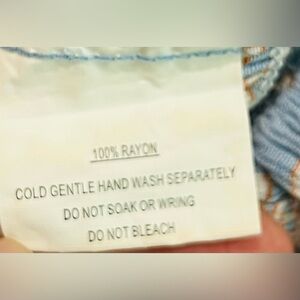 100% RAYON
COLD GENTLE HAND WASH SEPARATELY
DO NOT SOAK OR WRING
DO NOT BLEACH